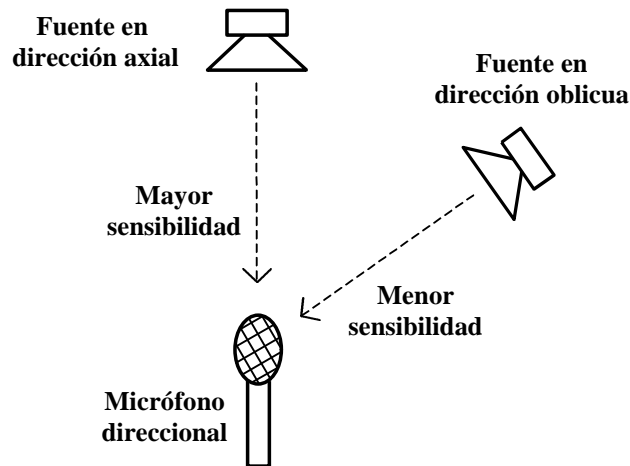 Fuente en
dirección axial
Fuente en
dirección oblicua
Mayor
sensibilidad
Menor
sensibilidad
Micrófono
direccional